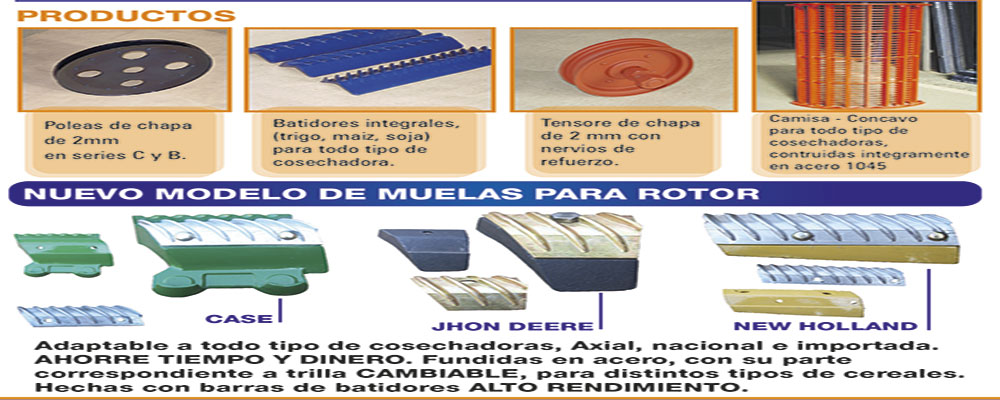 PRODUCTOS
Poleas de chapa
de 2mm
en series C y B.
Batidores integrales,
(trigo, maiz, soja)
para todo tipo de
cosechadora.
Tensore de chapa
de 2 mm con
nervios de
refuerzo.
Camisa - Concavo
para todo tipo de
cosechadoras,
contruidas integramente
en acero 1045
NUEVO MODELO DE MUELAS PARA ROTOR
CASE
JHON DEERE
NEW HOLLAND
Adaptable a todo tipo de cosechadoras, Axial, nacional e importada.
AHORRE TIEMPO Y DINERO. Fundidas en acero, con su parte
correspondiente a trilla CAMBIABLE, para distintos tipos de cereales.
Hechas con barras de batidores ALTO RENDIMIENTO.